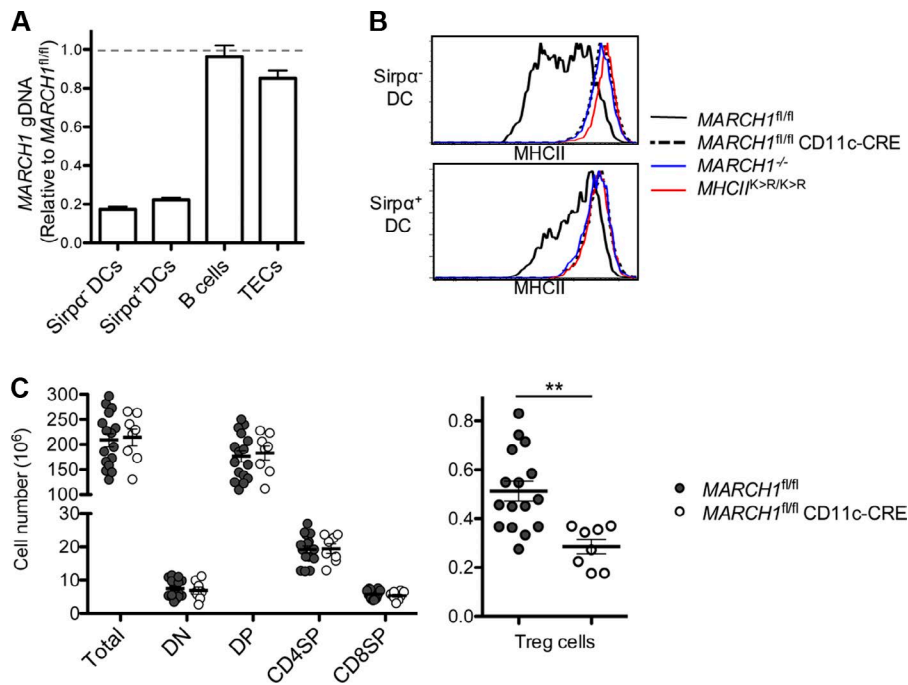 A
MARCH1 gDNA
(Relative to MARCH1fl/fl)
1.0
0.8
0.6
0.4
0.2
0.0
Sirpα- DCs
Sirpα+DCs
B cells
TECs
B
Sirpα-
DC
MHCII
Sirpα+
DC
MHCII
MARCH1fl/fl
MARCH1fl/fl CD11c-CRE
MARCH1-/-
MHCIIK>R/K>R
C
Cell number (10⁶)
300
250
200
150
100
30
20
10
0
Total
DN
DP
CD4SP
CD8SP
**
0.8
0.6
0.4
0.2
0.0
Treg cells
MARCH1fl/fl
MARCH1fl/fl CD11c-CRE